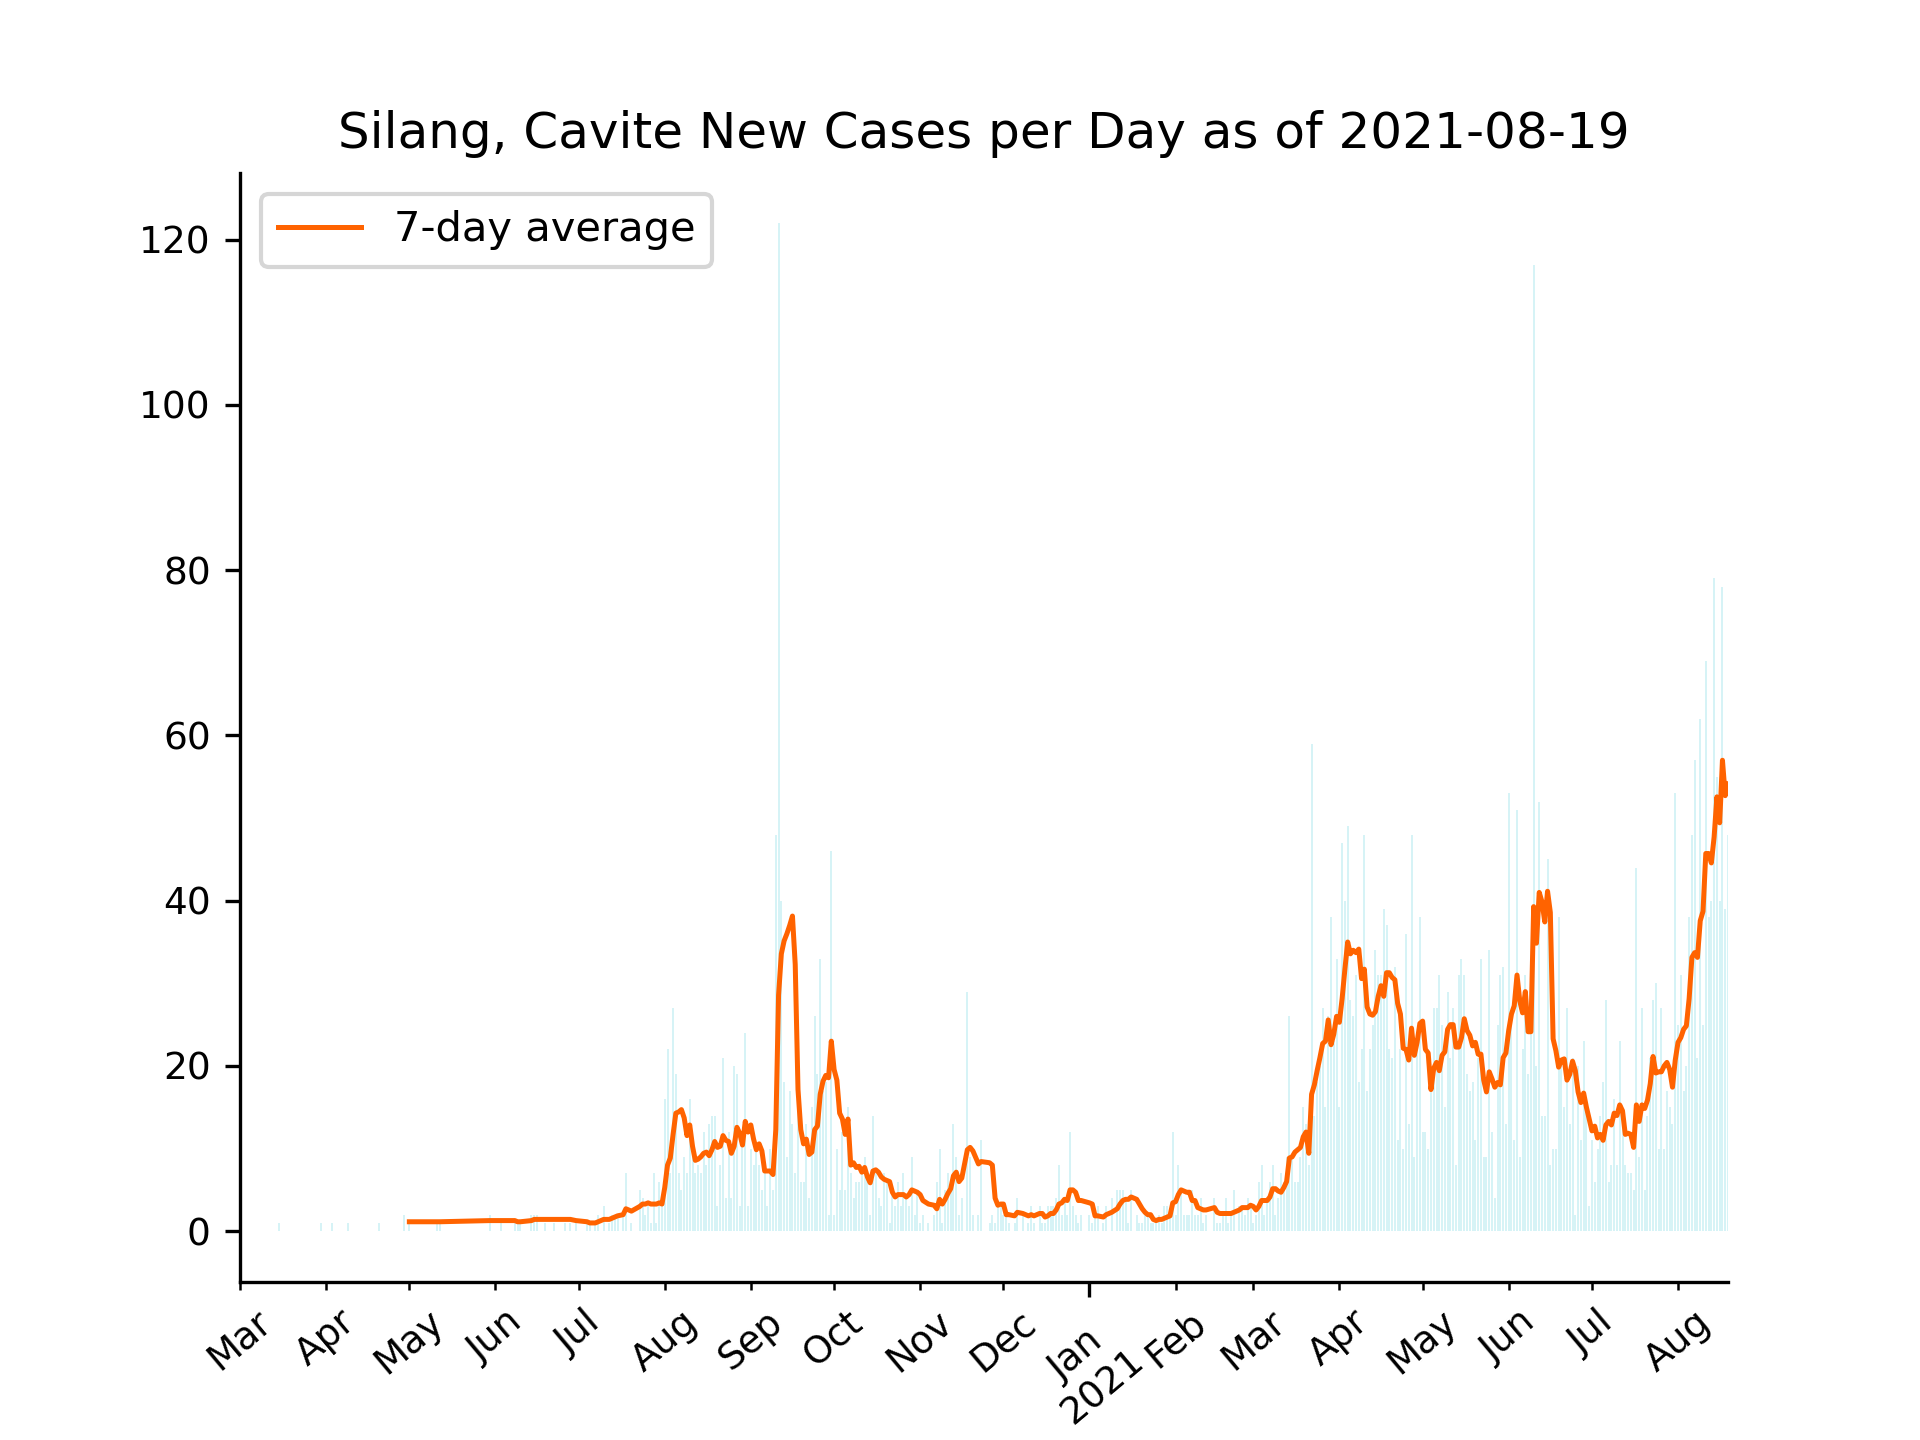 Silang, Cavite New Cases per Day as of 2021-08-19
7-day average
120
100
80
60
40
20
0
Mar
Apr
May
Jun
Jul
Aug
Sep
Oct
Nov
Dec
Jan
2021
Feb
Mar
Apr
May
Jun
Jul
Aug